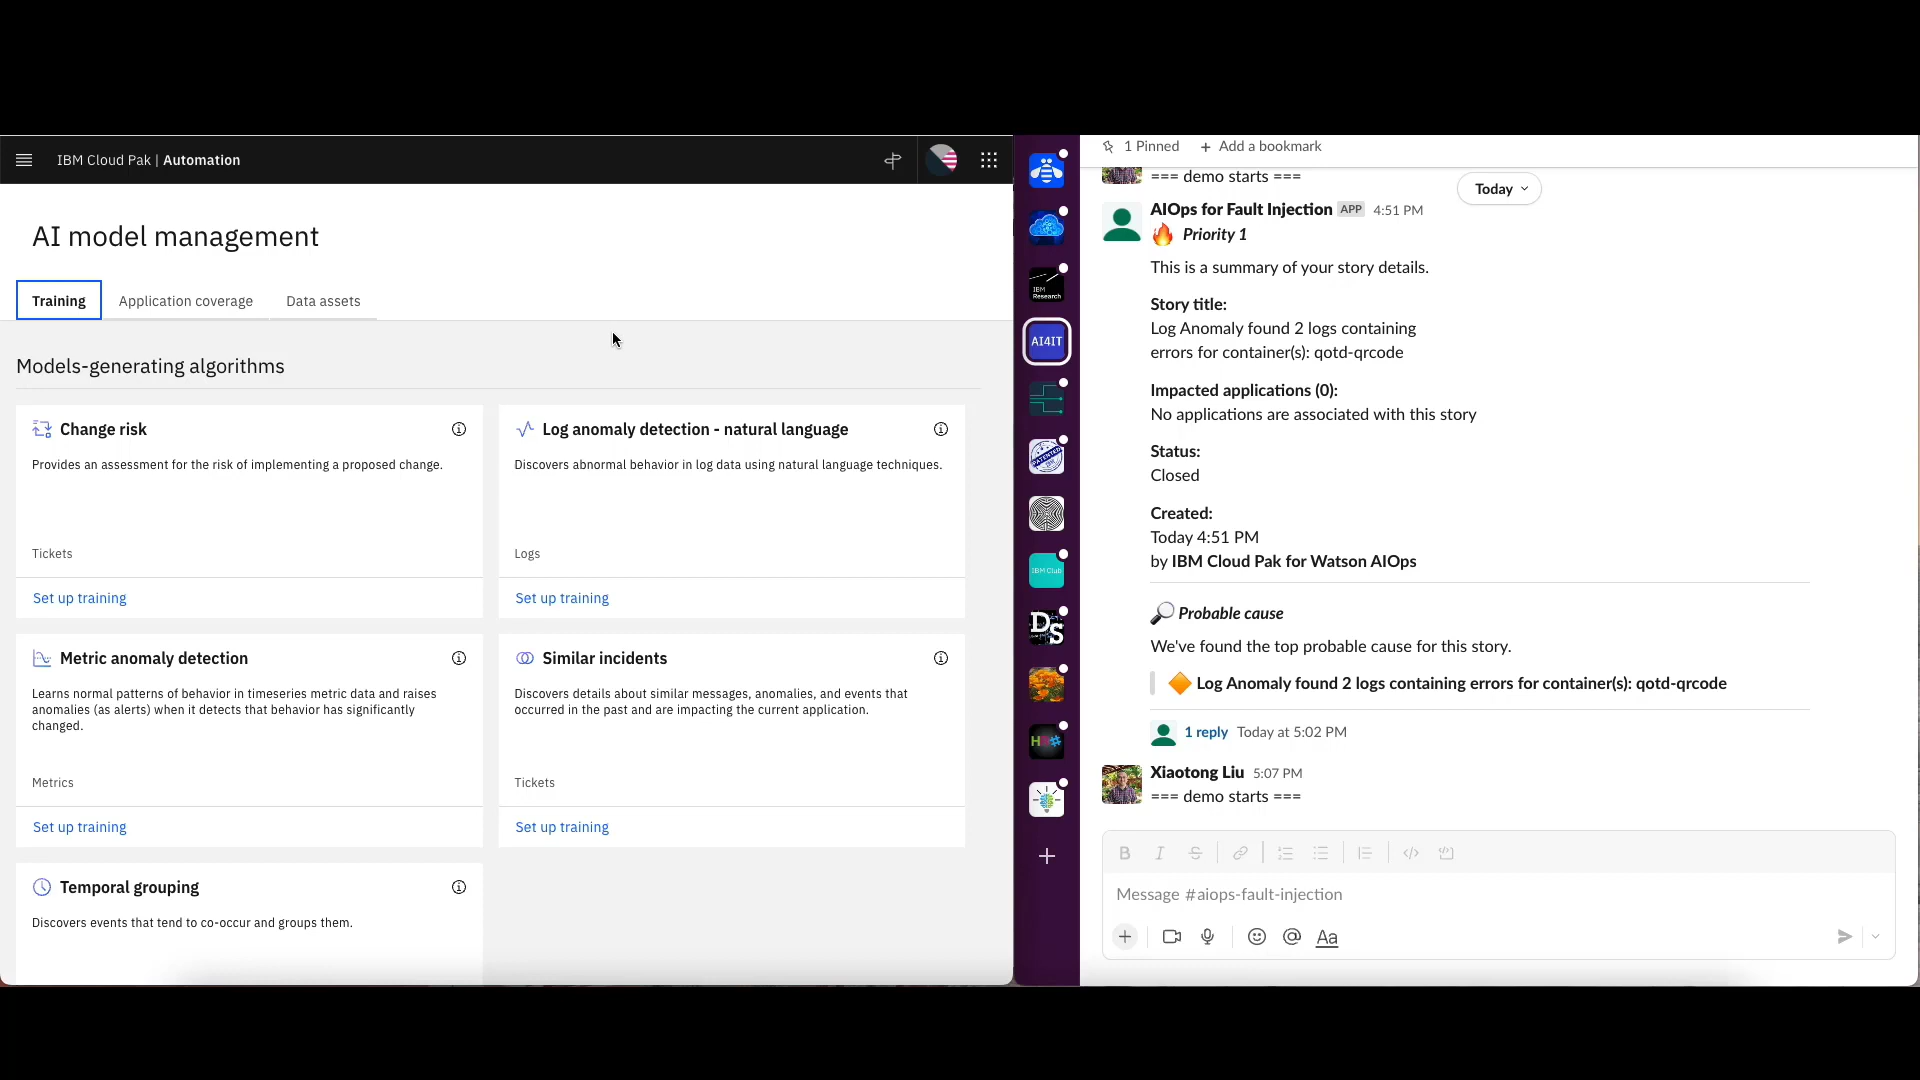 IBM Cloud Pak | Automation
AI model management
Training
Application coverage
Data assets
Models-generating algorithms
Change risk
Provides an assessment for the risk of implementing a proposed change.
Tickets
Set up training
Log anomaly detection - natural language
Discovers abnormal behavior in log data using natural language techniques.
Logs
Set up training
Metric anomaly detection
Learns normal patterns of behavior in timeseries metric data and raises
anomalies (as alerts) when it detects that behavior has significantly
changed.
Metrics
Set up training
Similar incidents
Discovers details about similar messages, anomalies, and events that
occurred in the past and are impacting the current application.
Tickets
Set up training
Temporal grouping
Discovers events that tend to co-occur and groups them.
IBM
Research
AI4IT
PATENTED
IBM Club
DS
1 Pinned
+ Add a bookmark
=== demo starts ===
Today
AIOps for Fault Injection APP 4:51 PM
Priority 1
This is a summary of your story details.
Story title:
Log Anomaly found 2 logs containing
errors for container(s): qotd-qrcode
Impacted applications (0):
No applications are associated with this story
Status:
Closed
Created:
Today 4:51 PM
by IBM Cloud Pak for Watson AIOps
Probable cause
We've found the top probable cause for this story.
Log Anomaly found 2 logs containing errors for container(s): qotd-qrcode
1 reply Today at 5:02 PM
Xiaotong Liu 5:07 PM
=== demo starts ===
Message #aiops-fault-injection
Aa